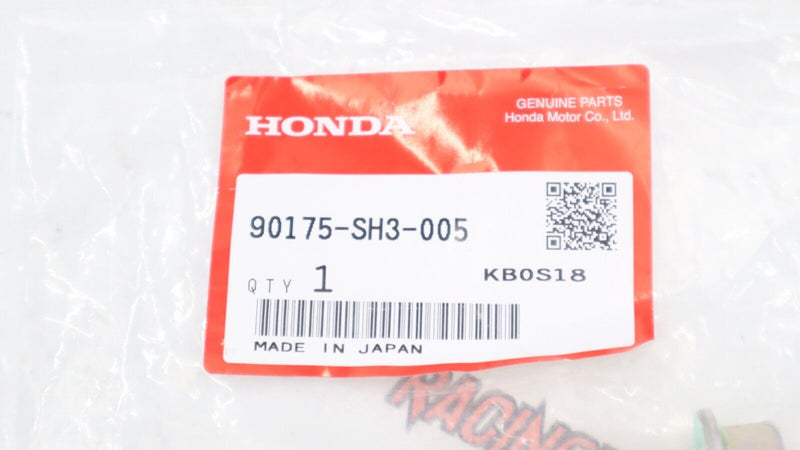 HONDA
GENUINE PARTS
Honda Motor Co., Ltd.
90175-SH3-005
QTY 1
KB0S18
MADE IN JAPAN
RACING